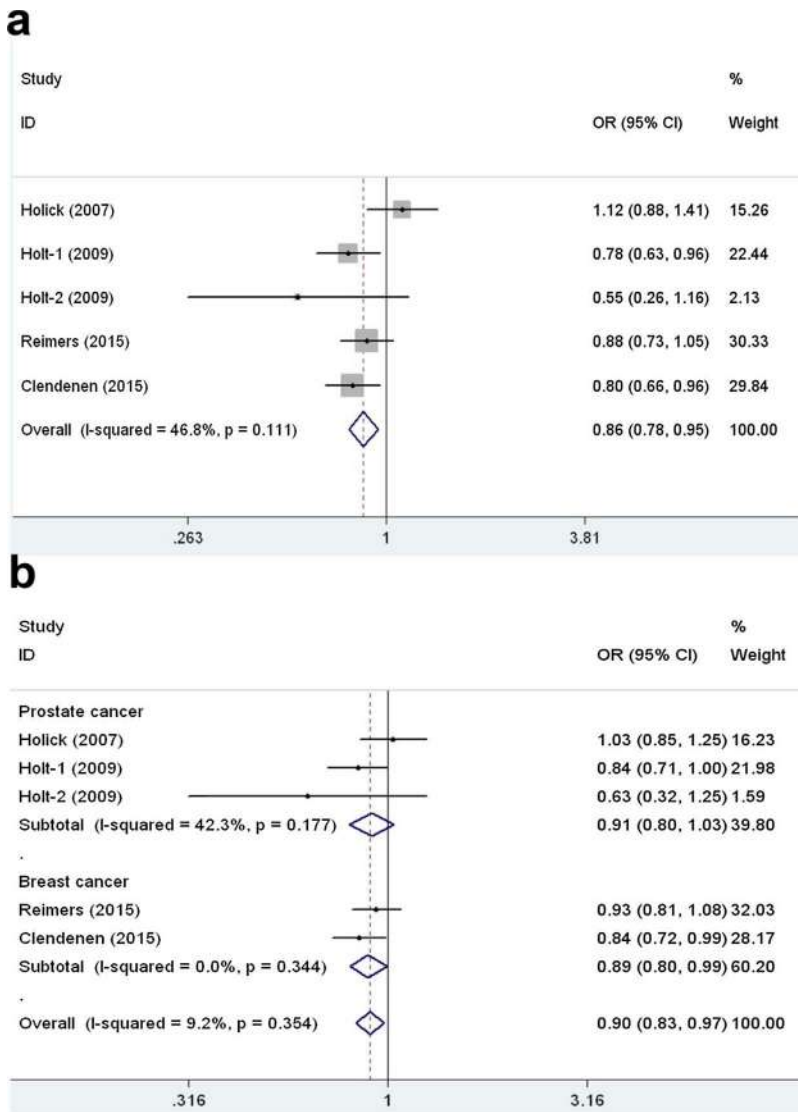 a
Study %
ID OR (95% CI) Weight
Holick (2007) 1.12 (0.88, 1.41) 15.26
Holt-1 (2009) 0.78 (0.63, 0.96) 22.44
Holt-2 (2009) 0.55 (0.26, 1.16) 2.13
Reimers (2015) 0.88 (0.73, 1.05) 30.33
Clendenen (2015) 0.80 (0.66, 0.96) 29.84
Overall (I-squared = 46.8%, p = 0.111) 0.86 (0.78, 0.95) 100.00
.263 1 3.81
b
Study %
ID OR (95% CI) Weight
Prostate cancer
Holick (2007) 1.03 (0.85, 1.25) 16.23
Holt-1 (2009) 0.84 (0.71, 1.00) 21.98
Holt-2 (2009) 0.63 (0.32, 1.25) 1.59
Subtotal (I-squared = 42.3%, p = 0.177) 0.91 (0.80, 1.03) 39.80
.
Breast cancer
Reimers (2015) 0.93 (0.81, 1.08) 32.03
Clendenen (2015) 0.84 (0.72, 0.99) 28.17
Subtotal (I-squared = 0.0%, p = 0.344) 0.89 (0.80, 0.99) 60.20
.
Overall (I-squared = 9.2%, p = 0.354) 0.90 (0.83, 0.97) 100.00
.316 1 3.16